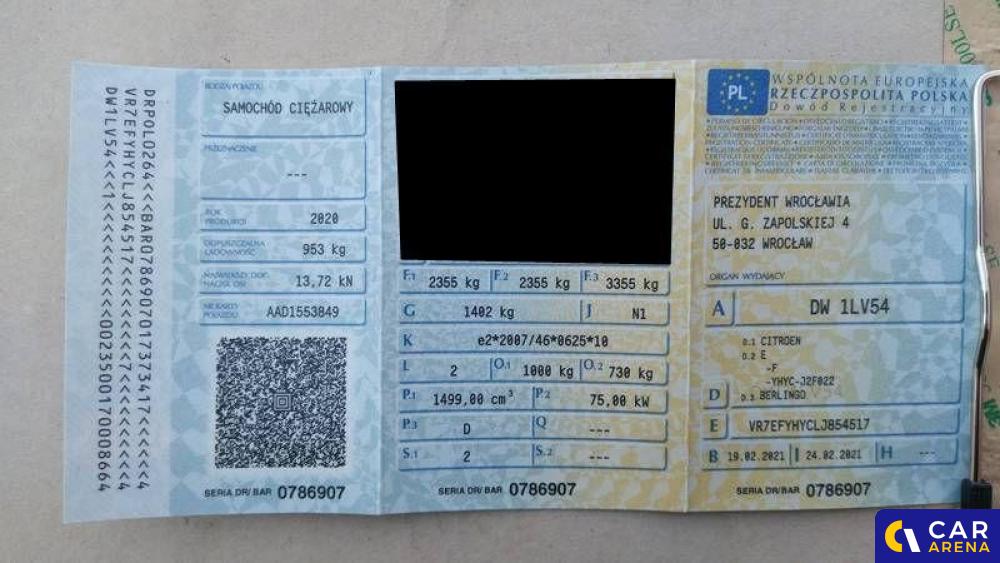 DRPOL0264<<BAR0786907017373417<<<<<<4
VR7EFYHYCLJ854517<<<<<<7<<<<<<<<<<<4
DW1LV54<<1<<<<<<<<<<0023500170008664
RODZAJ POJAZDU
SAMOCHÓD CIĘŻAROWY
PRZEZNACZENIE
---
ROK PRODUKCJI 2020
DOPUSZCZALNA ŁADOWNOŚĆ 953 kg
NAJWIĘKSZY DOP. NACISK OSI 13,72 kN
NR KARTY POJAZDU AAD1553849
SERIA DR/BAR 0786907
F.1 2355 kg F.2 2355 kg F.3 3355 kg
G 1402 kg J N1
K e2*2007/46*0625*10
L 2 O.1 1000 kg O.2 730 kg
P.1 1499,00 cm³ P.2 75,00 kW
P.3 D Q ---
S.1 2 S.2 ---
SERIA DR/BAR 0786907
PL
WSPÓLNOTA EUROPEJSKA
RZECZPOSPOLITA POLSKA
Dowód Rejestracyjny
PREZYDENT WROCŁAWIA
UL. G. ZAPOLSKIEJ 4
50-032 WROCŁAW
ORGAN WYDAJĄCY
A DW 1LV54
D.1 CITROEN
D.2 E
-F
-YHYC-J2F022
D D.3 BERLINGO
E VR7EFYHYCLJ854517
B 19.02.2021 I 24.02.2021 H ---
SERIA DR/BAR 0786907
CAR
ARENA